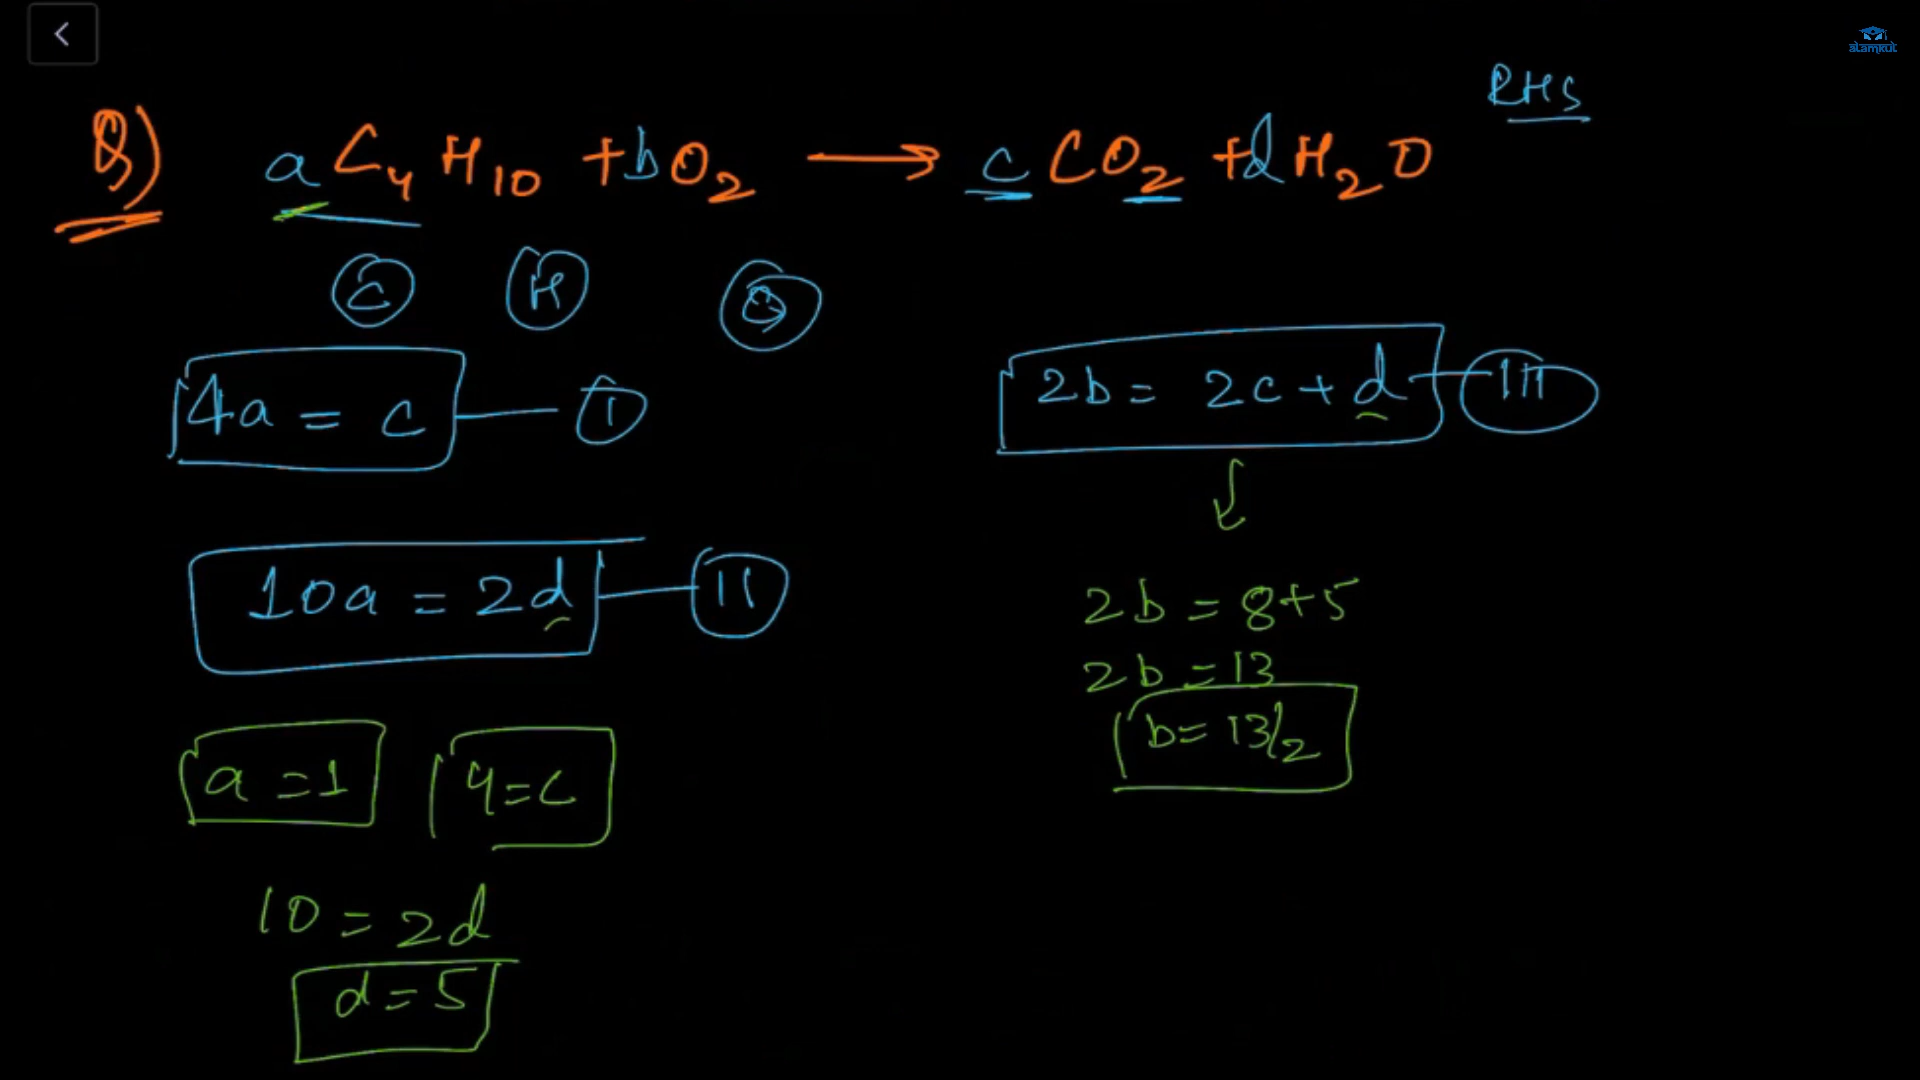 alamkut
RHS
Q) aC4H10 + bO2 → cCO2 + dH2O
C H O
4a = c — I
2b = 2c + d — III
10a = 2d — II
2b = 8+5
2b = 13
b = 13/2
a = 1
4 = c
10 = 2d
d = 5